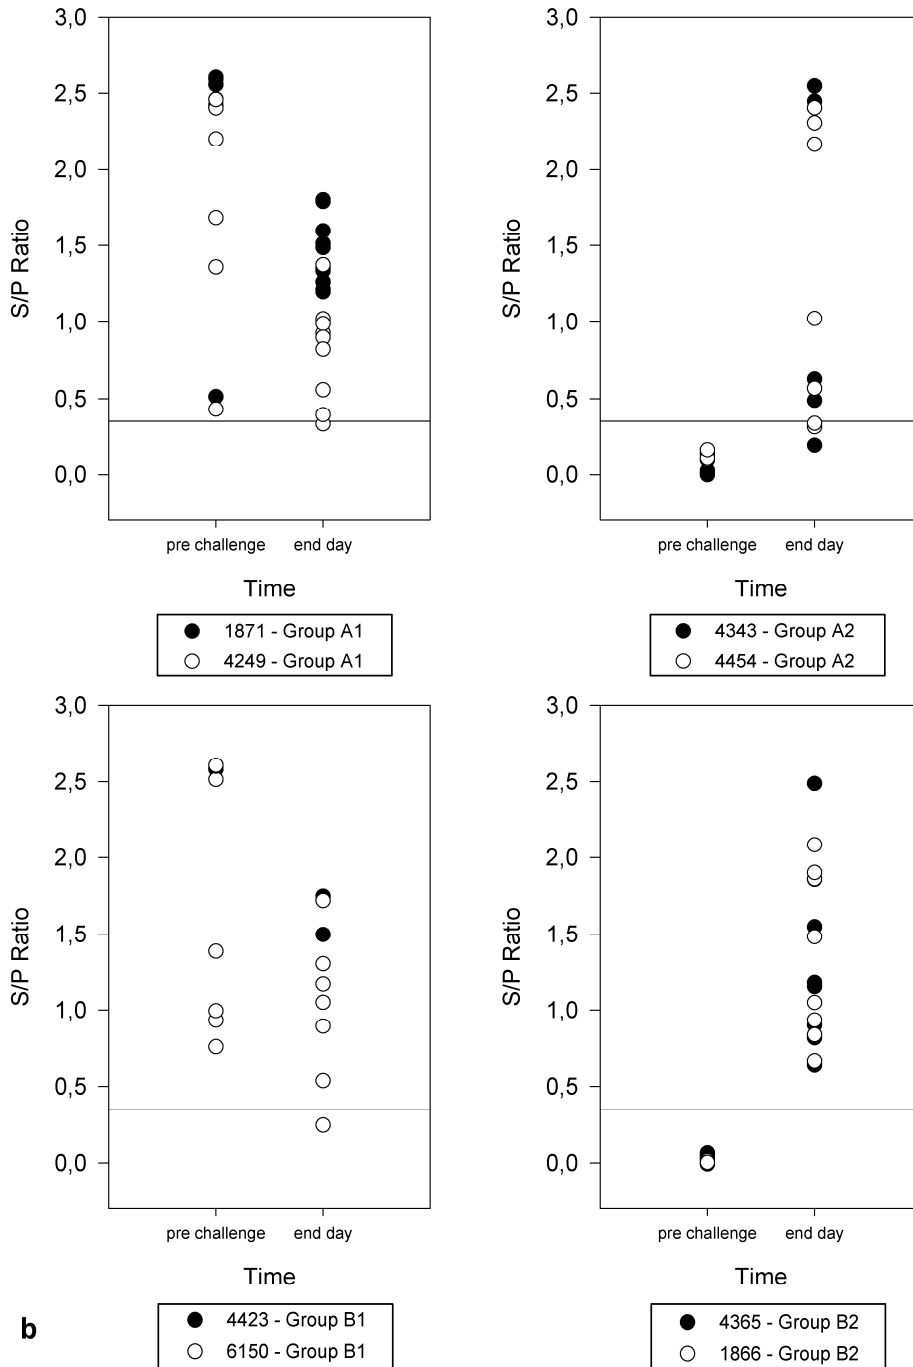 3,0
2,5
2,0
1,5
1,0
0,5
0,0
S/P Ratio
pre challenge end day
Time
1871 - Group A1
4249 - Group A1
3,0
2,5
2,0
1,5
1,0
0,5
0,0
S/P Ratio
pre challenge end day
Time
4343 - Group A2
4454 - Group A2
3,0
2,5
2,0
1,5
1,0
0,5
0,0
S/P Ratio
pre challenge end day
Time
4423 - Group B1
6150 - Group B1
3,0
2,5
2,0
1,5
1,0
0,5
0,0
S/P Ratio
pre challenge end day
Time
4365 - Group B2
1866 - Group B2
b